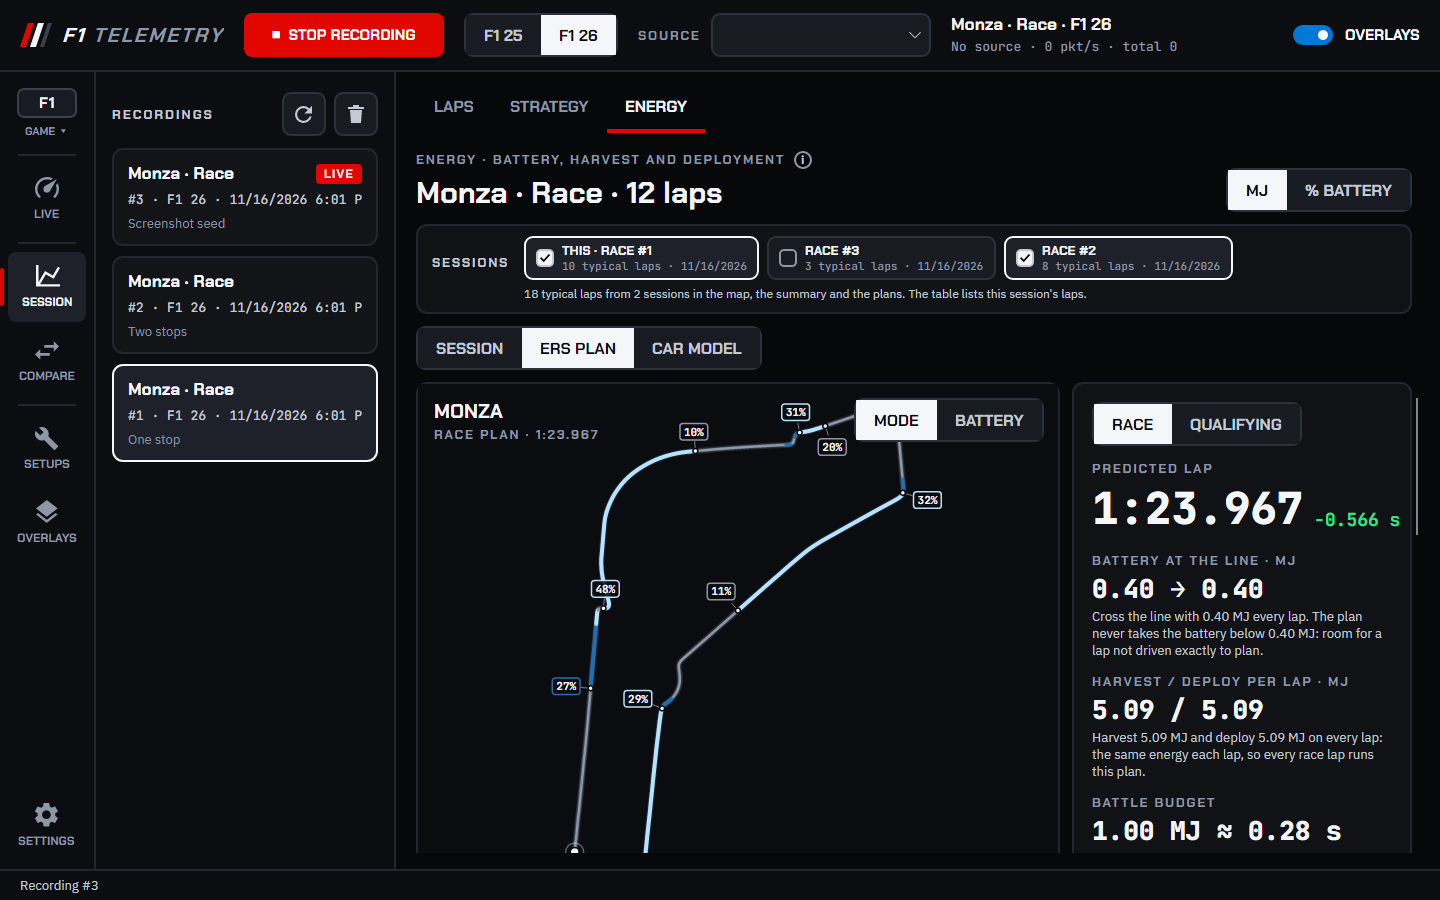 F1 TELEMETRY
STOP RECORDING
F1 25
F1 26
SOURCE
Monza · Race · F1 26
No source · 0 pkt/s · total 0
OVERLAYS
F1
GAME
LIVE
SESSION
COMPARE
SETUPS
OVERLAYS
SETTINGS
RECORDINGS
Monza · Race
LIVE
#3 · F1 26 · 11/16/2026 6:01 P
Screenshot seed
Monza · Race
#2 · F1 26 · 11/16/2026 6:01 P
Two stops
Monza · Race
#1 · F1 26 · 11/16/2026 6:01 P
One stop
LAPS
STRATEGY
ENERGY
ENERGY · BATTERY, HARVEST AND DEPLOYMENT
Monza · Race · 12 laps
MJ
% BATTERY
SESSIONS
THIS · RACE #1
10 typical laps · 11/16/2026
RACE #3
3 typical laps · 11/16/2026
RACE #2
8 typical laps · 11/16/2026
18 typical laps from 2 sessions in the map, the summary and the plans. The table lists this session's laps.
SESSION
ERS PLAN
CAR MODEL
MONZA
RACE PLAN · 1:23.967
MODE
BATTERY
31%
10%
20%
32%
48%
11%
27%
29%
RACE
QUALIFYING
PREDICTED LAP
1:23.967 -0.566 s
BATTERY AT THE LINE · MJ
0.40 → 0.40
Cross the line with 0.40 MJ every lap. The plan
never takes the battery below 0.40 MJ: room for a
lap not driven exactly to plan.
HARVEST / DEPLOY PER LAP · MJ
5.09 / 5.09
Harvest 5.09 MJ and deploy 5.09 MJ on every lap:
the same energy each lap, so every race lap runs
this plan.
BATTLE BUDGET
1.00 MJ ≈ 0.28 s
Recording #3